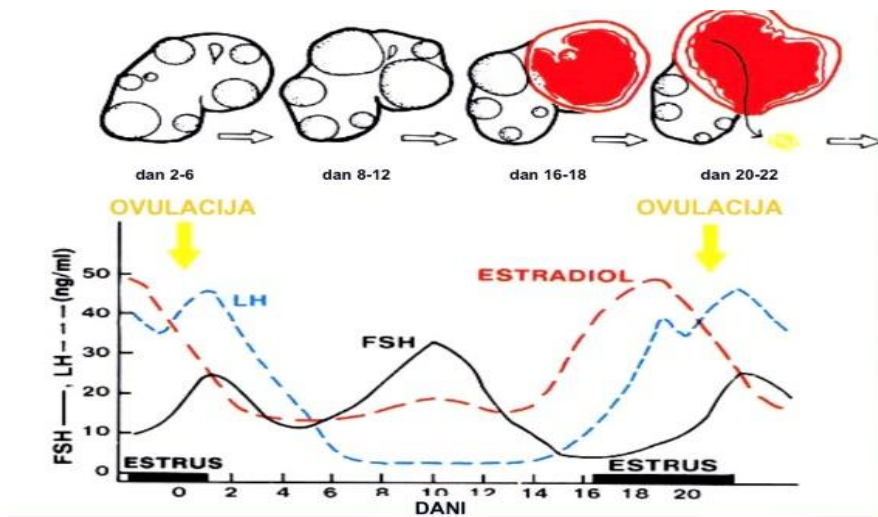 dan 2-6
dan 8-12
dan 16-18
dan 20-22
OVULACIJA
OVULACIJA
50
40
30
20
10
0
FSH ——, LH - - - (ng/ml)
LH
FSH
ESTRADIOL
ESTRUS
ESTRUS
0 2 4 6 8 10 12 14 16 18 20
DANI